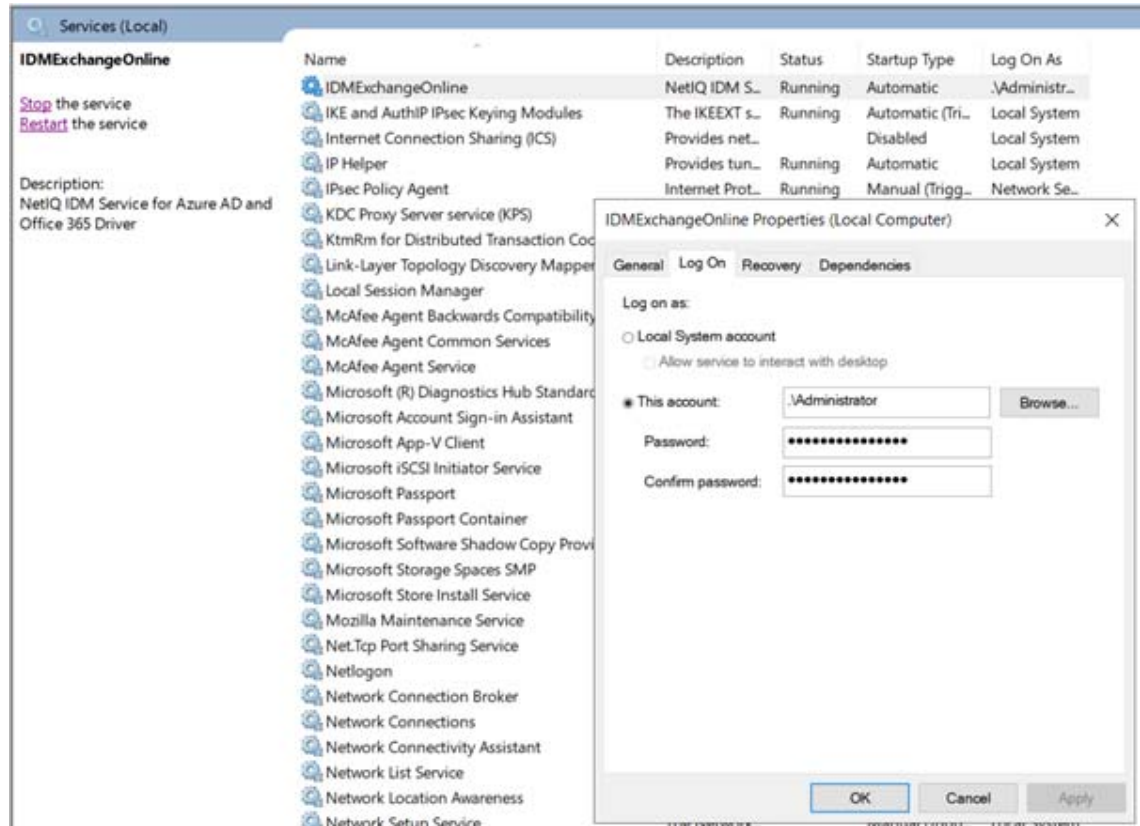 Services (Local)
IDMExchangeOnline
Stop the service
Restart the service
Description:
NetIQ IDM Service for Azure AD and
Office 365 Driver
Name Description Status Startup Type Log On As
IDMExchangeOnline NetIQ IDM S... Running Automatic .\Administr...
IKE and AuthIP IPsec Keying Modules The IKEEXT s... Running Automatic (Tri... Local System
Internet Connection Sharing (ICS) Provides net... Disabled Local System
IP Helper Provides tun... Running Automatic Local System
IPsec Policy Agent Internet Prot... Running Manual (Trigg... Network Se...
KDC Proxy Server service (KPS)
KtmRm for Distributed Transaction Coo
Link-Layer Topology Discovery Mapper
Local Session Manager
McAfee Agent Backwards Compatibility
McAfee Agent Common Services
McAfee Agent Service
Microsoft (R) Diagnostics Hub Standard
Microsoft Account Sign-in Assistant
Microsoft App-V Client
Microsoft iSCSI Initiator Service
Microsoft Passport
Microsoft Passport Container
Microsoft Software Shadow Copy Provi
Microsoft Storage Spaces SMP
Microsoft Store Install Service
Mozilla Maintenance Service
Net.Tcp Port Sharing Service
Netlogon
Network Connection Broker
Network Connections
Network Connectivity Assistant
Network List Service
Network Location Awareness
Network Setup Service
IDMExchangeOnline Properties (Local Computer)
General Log On Recovery Dependencies
Log on as:
Local System account
Allow service to interact with desktop
This account: .\Administrator Browse...
Password: •••••••••••••••
Confirm password: •••••••••••••••
OK Cancel Apply